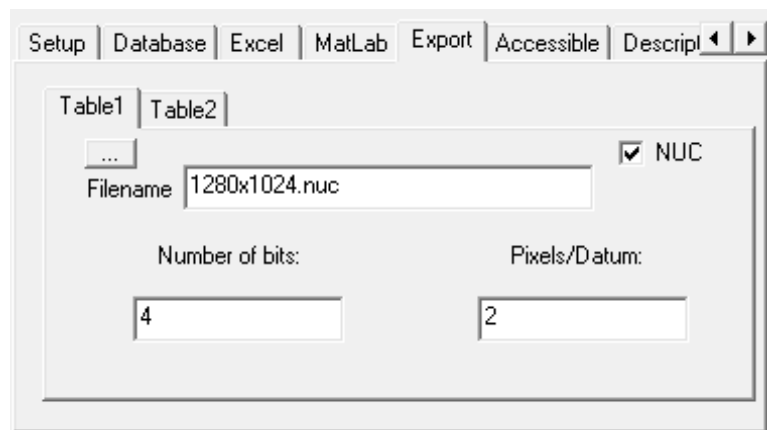 Setup Database Excel MatLab Export Accessible Descript
Table1 Table2
... NUC
Filename 1280x1024.nuc
Number of bits: Pixels/Datum:
4 2